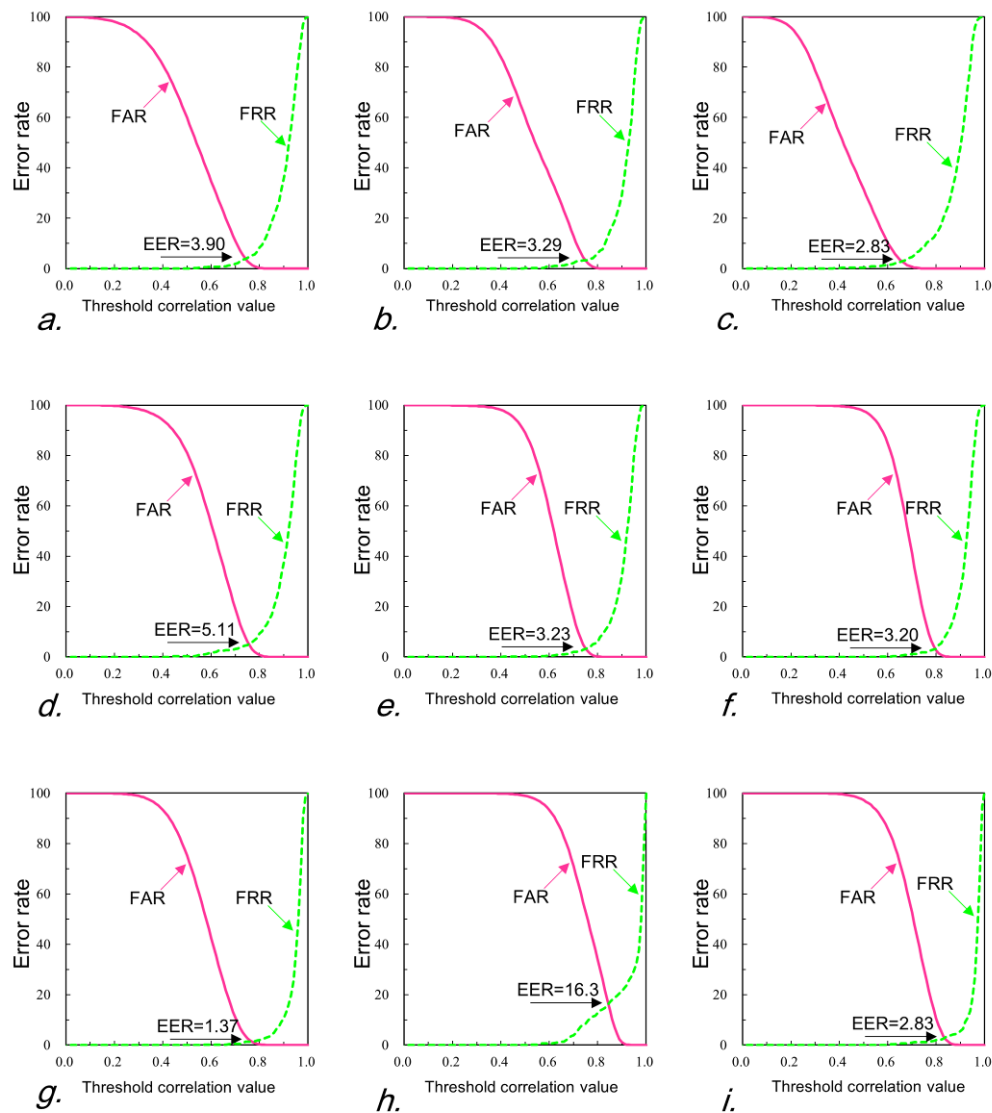 100
80
60
40
20
0
Error rate
FAR
FRR
EER=3.90
0.0 0.2 0.4 0.6 0.8 1.0
Threshold correlation value
a.
100
80
60
40
20
0
Error rate
FAR
FRR
EER=3.29
0.0 0.2 0.4 0.6 0.8 1.0
Threshold correlation value
b.
100
80
60
40
20
0
Error rate
FAR
FRR
EER=2.83
0.0 0.2 0.4 0.6 0.8 1.0
Threshold correlation value
c.
100
80
60
40
20
0
Error rate
FAR
FRR
EER=5.11
0.0 0.2 0.4 0.6 0.8 1.0
Threshold correlation value
d.
100
80
60
40
20
0
Error rate
FAR
FRR
EER=3.23
0.0 0.2 0.4 0.6 0.8 1.0
Threshold correlation value
e.
100
80
60
40
20
0
Error rate
FAR
FRR
EER=3.20
0.0 0.2 0.4 0.6 0.8 1.0
Threshold correlation value
f.
100
80
60
40
20
0
Error rate
FAR
FRR
EER=1.37
0.0 0.2 0.4 0.6 0.8 1.0
Threshold correlation value
g.
100
80
60
40
20
0
Error rate
FRR
FAR
EER=16.3
0.0 0.2 0.4 0.6 0.8 1.0
Threshold correlation value
h.
100
80
60
40
20
0
Error rate
FAR
FRR
EER=2.83
0.0 0.2 0.4 0.6 0.8 1.0
Threshold correlation value
i.